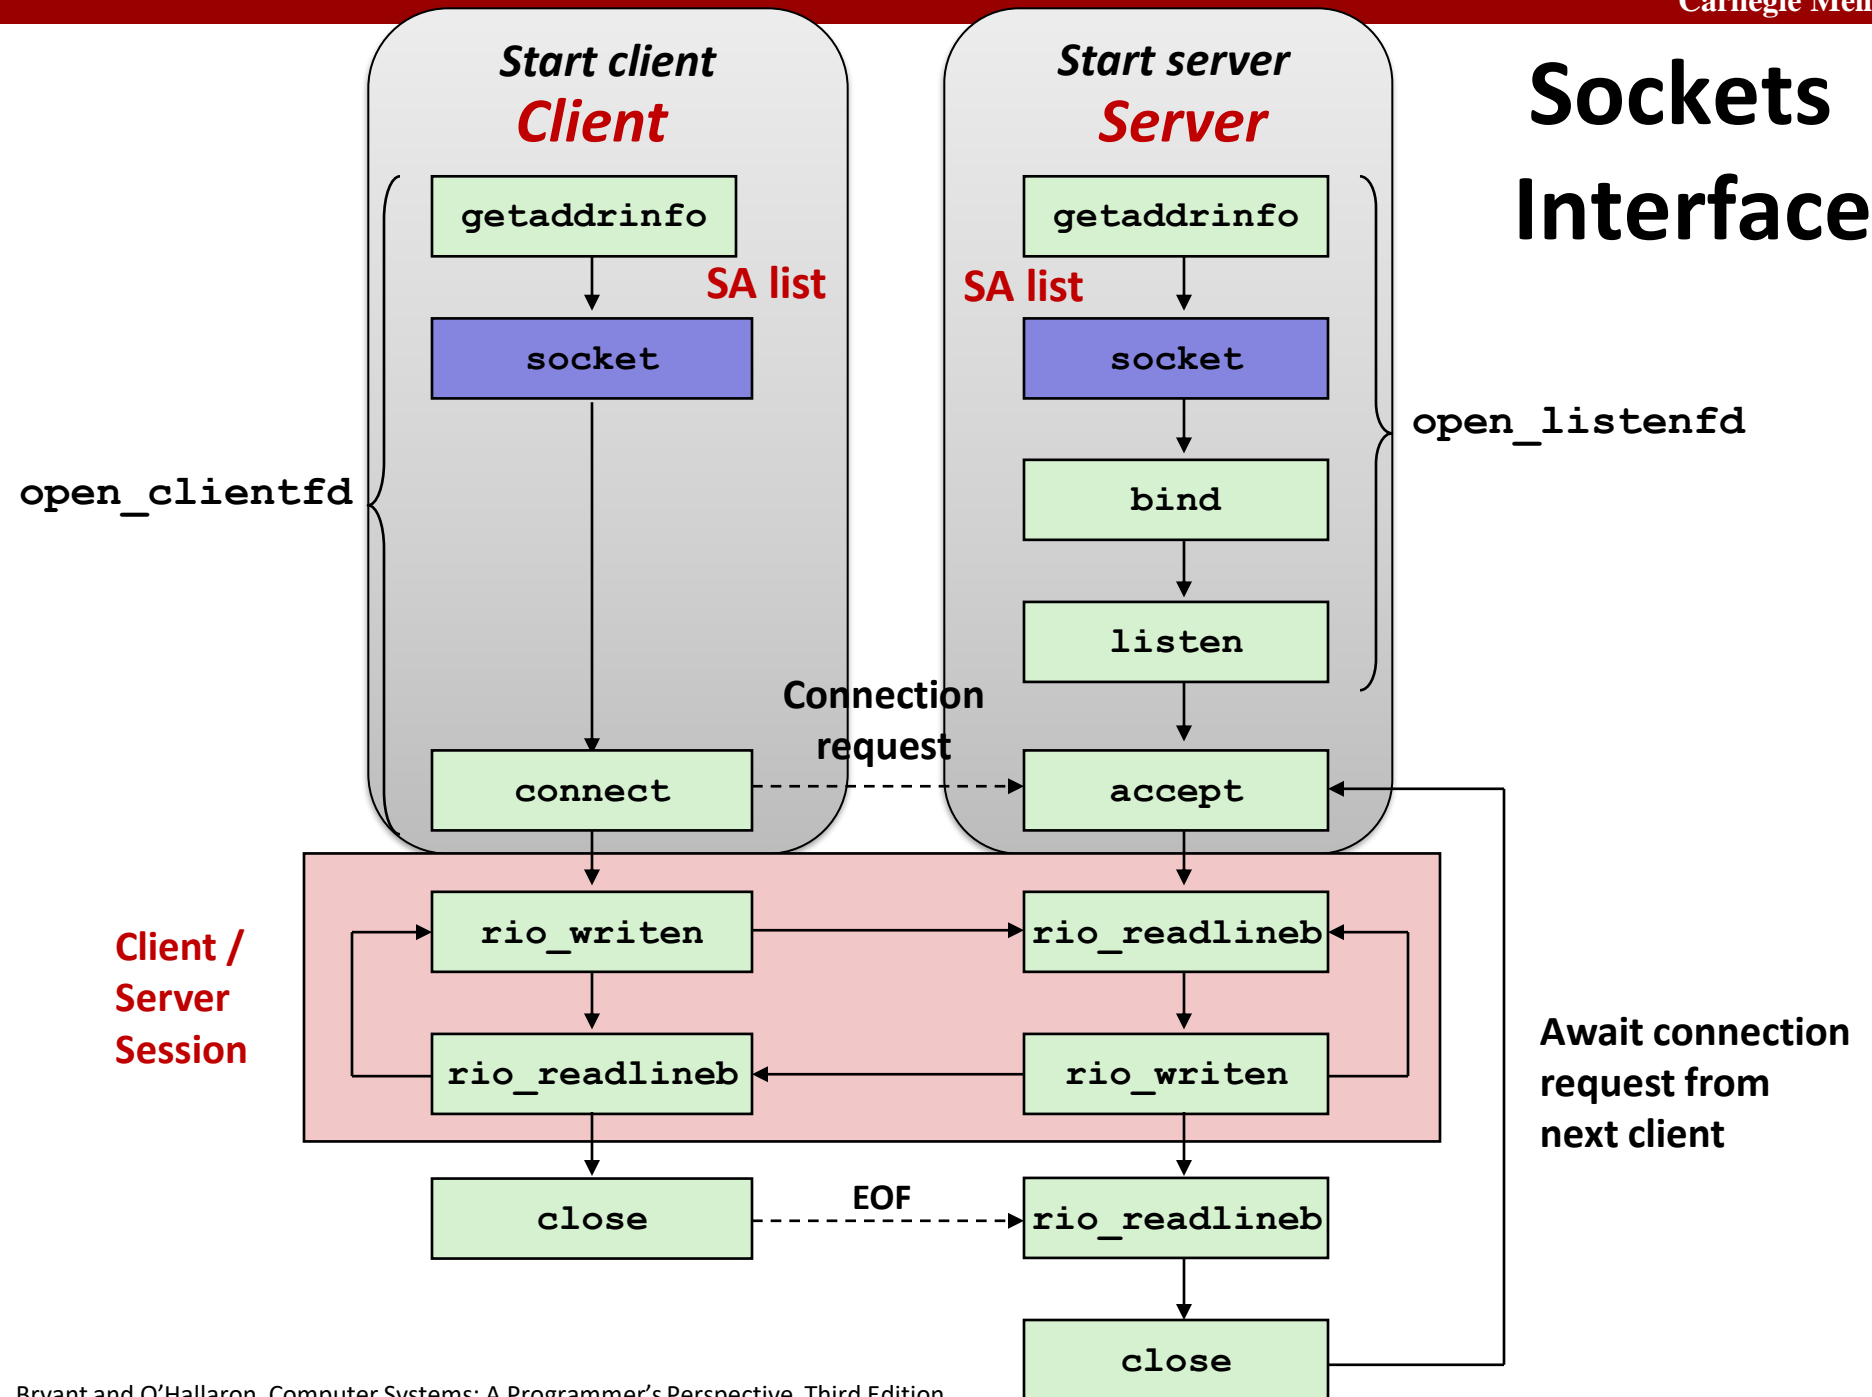 Carnegie
Start client
Client
Start server
Server
Sockets
Interface
getaddrinfo
getaddrinfo
SA list
SA list
socket
socket
open_listenfd
open_clientfd
bind
listen
Connection
request
connect
accept
Client /
Server
Session
rio_writen
rio_readlineb
rio_readlineb
rio_writen
Await connection
request from
next client
close
EOF
rio_readlineb
close
Bryant and O'Hallaron, Computer Systems: A Programmer's Perspective, Third Edition